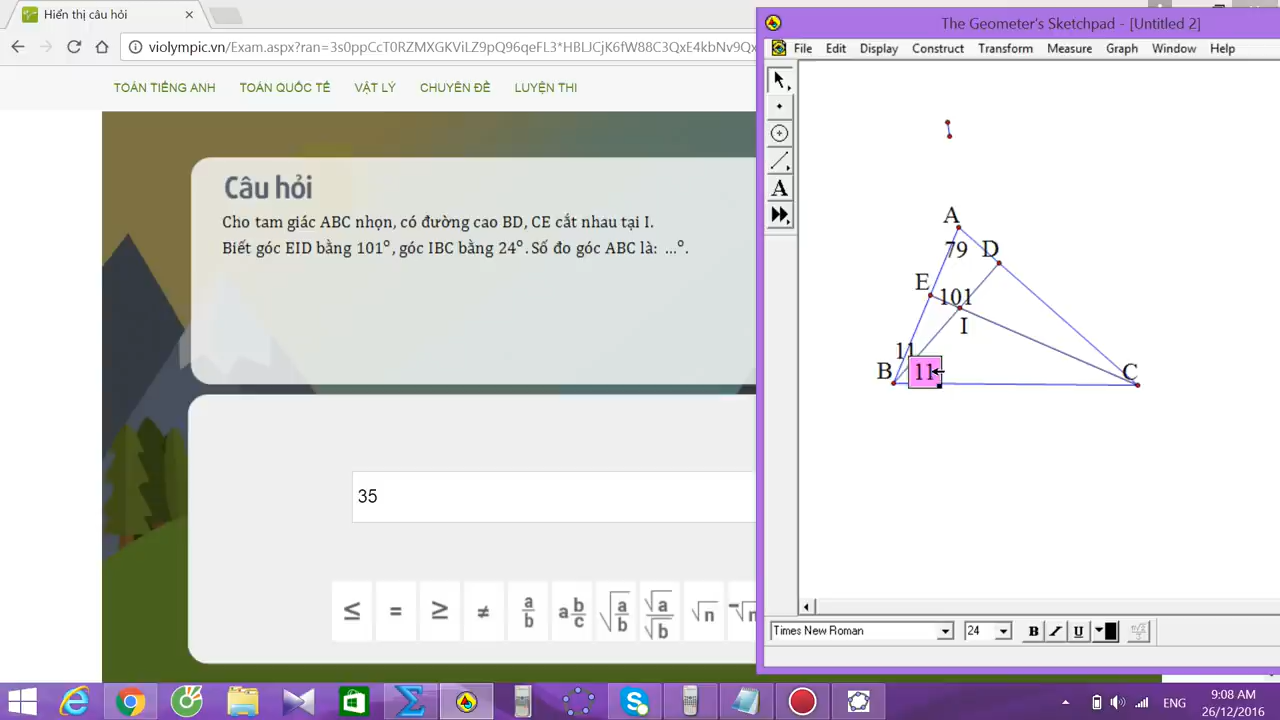 Hiển thị câu hỏi
violympic.vn/Exam.aspx?ran=3s0ppCcT0RZMXGKViLZ9pQ96qeFL3*HBLJCjK6fW88C3QxE4kbNv9Qx
TOÁN TIẾNG ANH TOÁN QUỐC TẾ VẬT LÝ CHUYÊN ĐỀ LUYỆN THI
Câu hỏi
Cho tam giác ABC nhọn, có đường cao BD, CE cắt nhau tại I.
Biết góc EID bằng 101°, góc IBC bằng 24°. Số đo góc ABC là: ...°.
35
≤ = ≥ ≠ a/b a b/c √a/b √a/√b √n
The Geometer's Sketchpad - [Untitled 2]
File Edit Display Construct Transform Measure Graph Window Help
A
A
79 D
E
101
I
11
B 11 C
Times New Roman 24 B I U
ENG
9:08 AM
26/12/2016